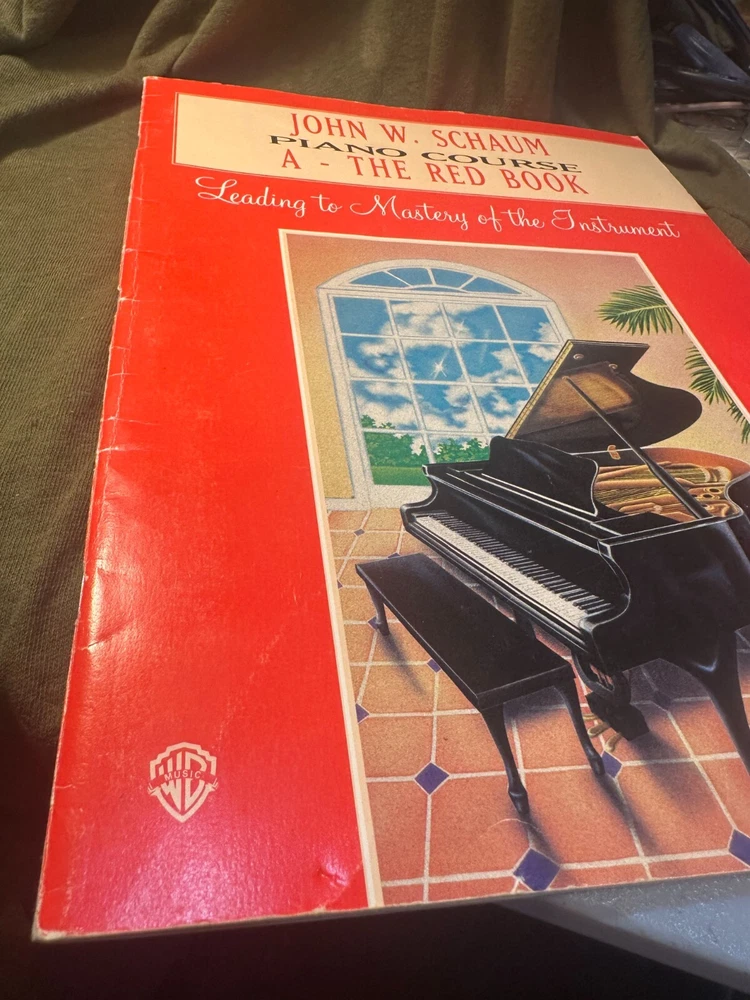 JOHN W. SCHAUM
PIANO COURSE
A - THE RED BOOK
Leading to Mastery of the Instrument
WB
MUSIC